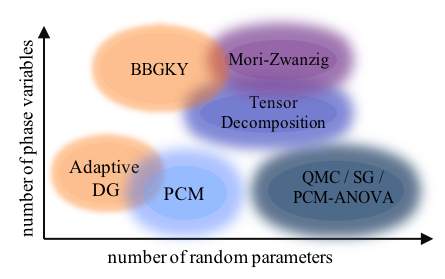 number of phase variables
BBGKY
Mori-Zwanzig
Tensor
Decomposition
Adaptive
DG
PCM
QMC / SG /
PCM-ANOVA
number of random parameters